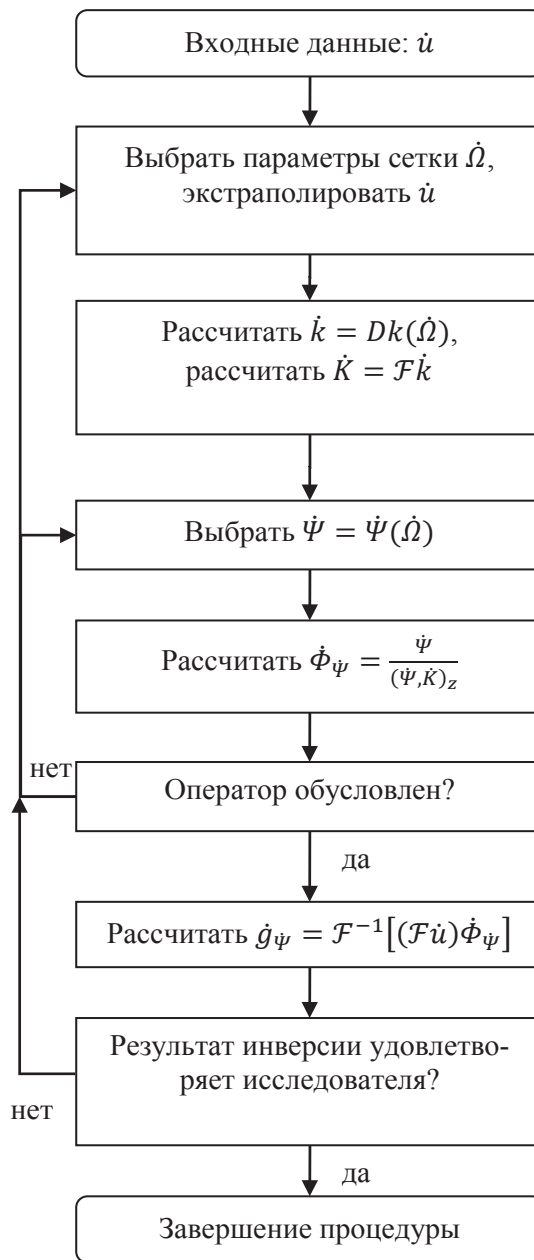 Входные данные: u̇
Выбрать параметры сетки Ω̇,
экстраполировать u̇
Рассчитать k̇ = Dk(Ω̇),
рассчитать K̇ = ℱk̇
Выбрать Ψ̇ = Ψ̇(Ω̇)
Рассчитать Φ̇_Ψ̇ = Ψ̇/(Ψ̇,K̇)_z
нет
Оператор обусловлен?
да
Рассчитать ġ_Ψ̇ = ℱ⁻¹[(ℱu̇)Φ̇_Ψ̇]
Результат инверсии удовлетво-
ряет исследователя?
нет
да
Завершение процедуры